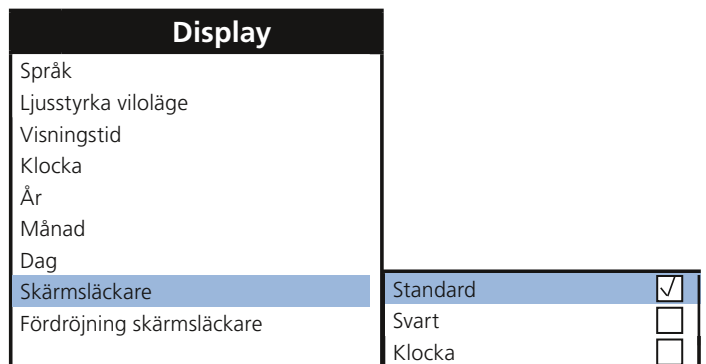 Display
Språk
Ljusstyrka viloläge
Visningstid
Klocka
År
Månad
Dag
Skärmsläckare
Fördröjning skärmsläckare
Standard
Svart
Klocka